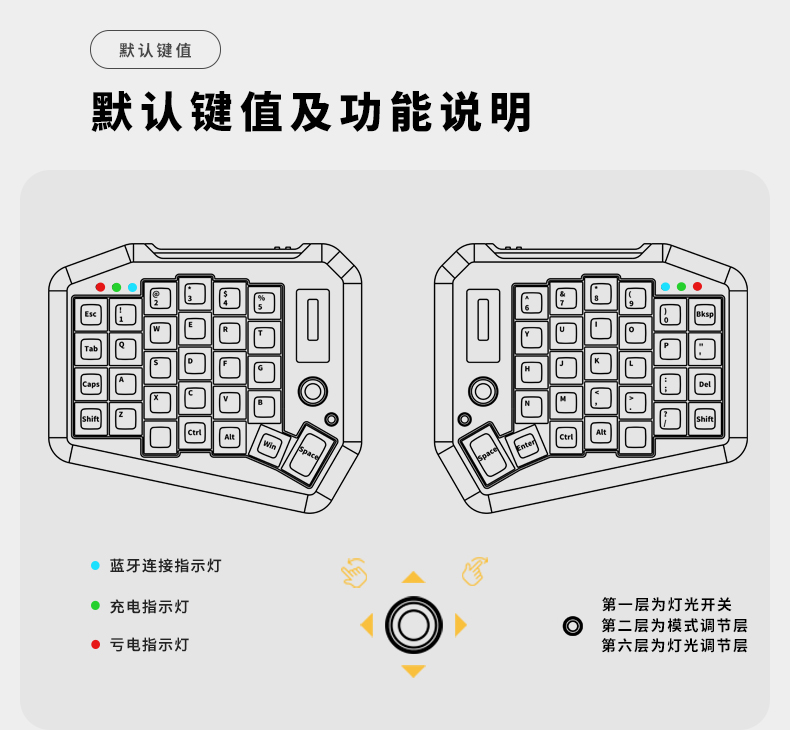 默认键值
默认键值及功能说明
Esc
!
1
@
2
*
3
$
4
%
5
Tab
Q
W
E
R
T
Caps
A
S
D
F
G
Shift
Z
X
C
V
B
Ctrl
Alt
Win
Space
^
6
&
7
*
8
(
9
)
0
Bksp
Y
U
I
O
P
"
'
H
J
K
L
:
;
Del
N
M
<
,
>
.
?
/
Shift
Space
Enter
Ctrl
Alt
蓝牙连接指示灯
充电指示灯
亏电指示灯
第一层为灯光开关
第二层为模式调节层
第六层为灯光调节层